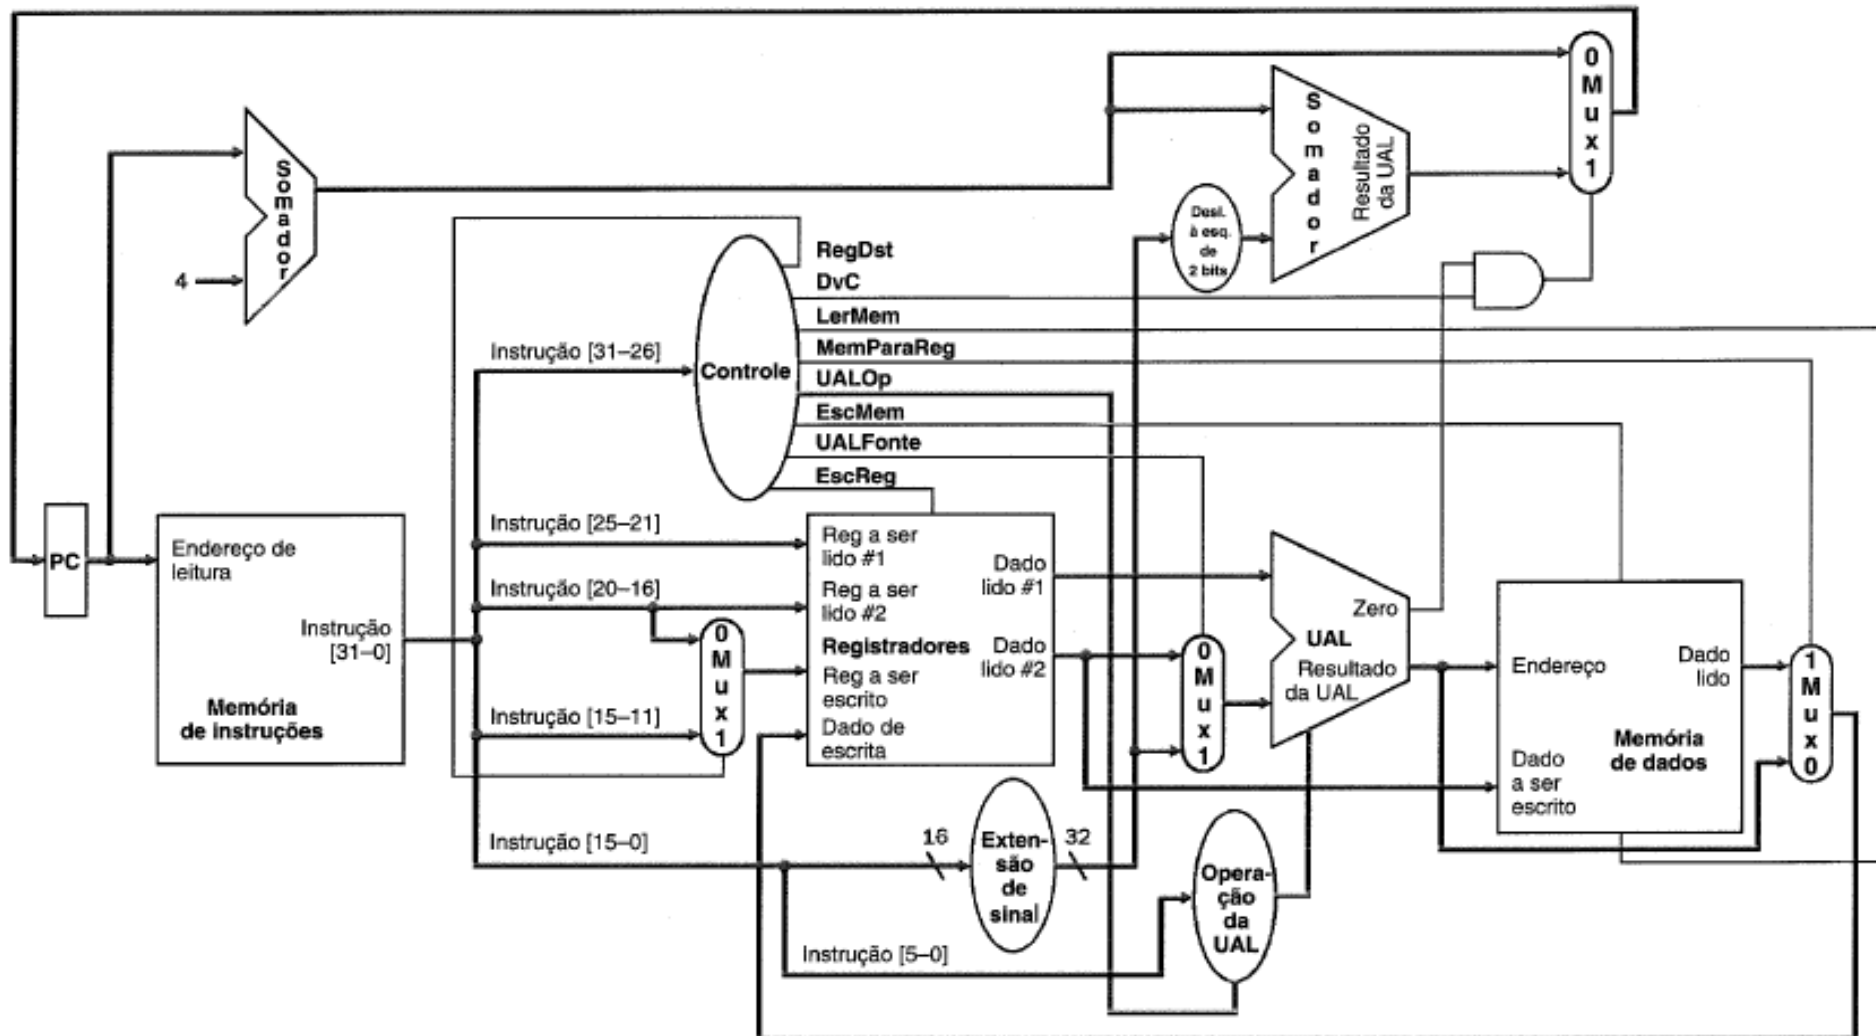 0
M
u
x
1
Somador
Somador
Resultado
da UAL
Desl.
à esq.
de
2 bits
4
RegDst
DvC
LerMem
MemParaReg
UALOp
EscMem
UALFonte
EscReg
Controle
Instrução [31–26]
Instrução [25–21]
Instrução [20–16]
Instrução [15–11]
Instrução [15–0]
Instrução [5–0]
PC
Endereço de
leitura
Instrução
[31–0]
Memória
de instruções
0
M
u
x
1
Reg a ser
lido #1
Reg a ser
lido #2
Registradores
Reg a ser
escrito
Dado de
escrita
Dado
lido #1
Dado
lido #2
0
M
u
x
1
Zero
UAL
Resultado
da UAL
Endereço
Dado
lido
Memória
de dados
Dado
a ser
escrito
1
M
u
x
0
16
Exten-
são
de
sinal
32
Opera-
ção
da
UAL